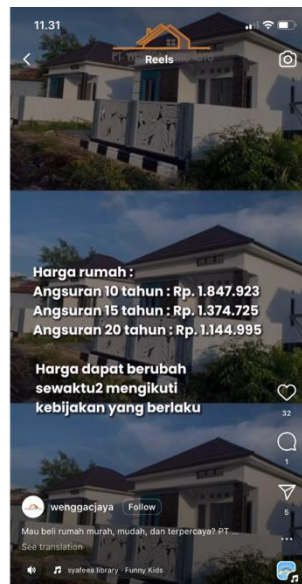 11.31
Reels
Harga rumah :
Angsuran 10 tahun : Rp. 1.847.923
Angsuran 15 tahun : Rp. 1.374.725
Angsuran 20 tahun : Rp. 1.144.995
Harga dapat berubah
sewaktu2 mengikuti
kebijakan yang berlaku
32
1
5
wenggacjaya Follow
Mau beli rumah murah, mudah, dan terpercaya? PT ...
See translation
syafeea library · Funny Kids